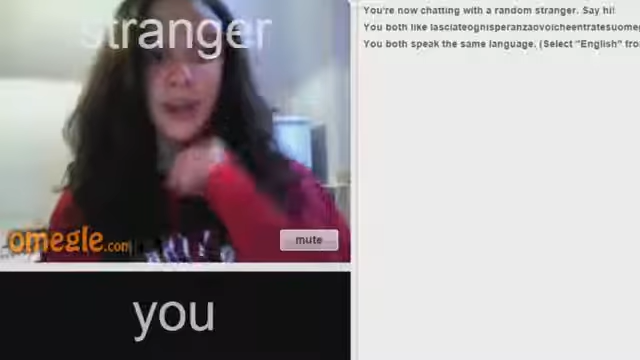 stranger
You're now chatting with a random stranger. Say hi!
You both like lasciateognisperanzaovoicheentratesuomeg
You both speak the same language. (Select "English" fro
omegle.com
mute
you